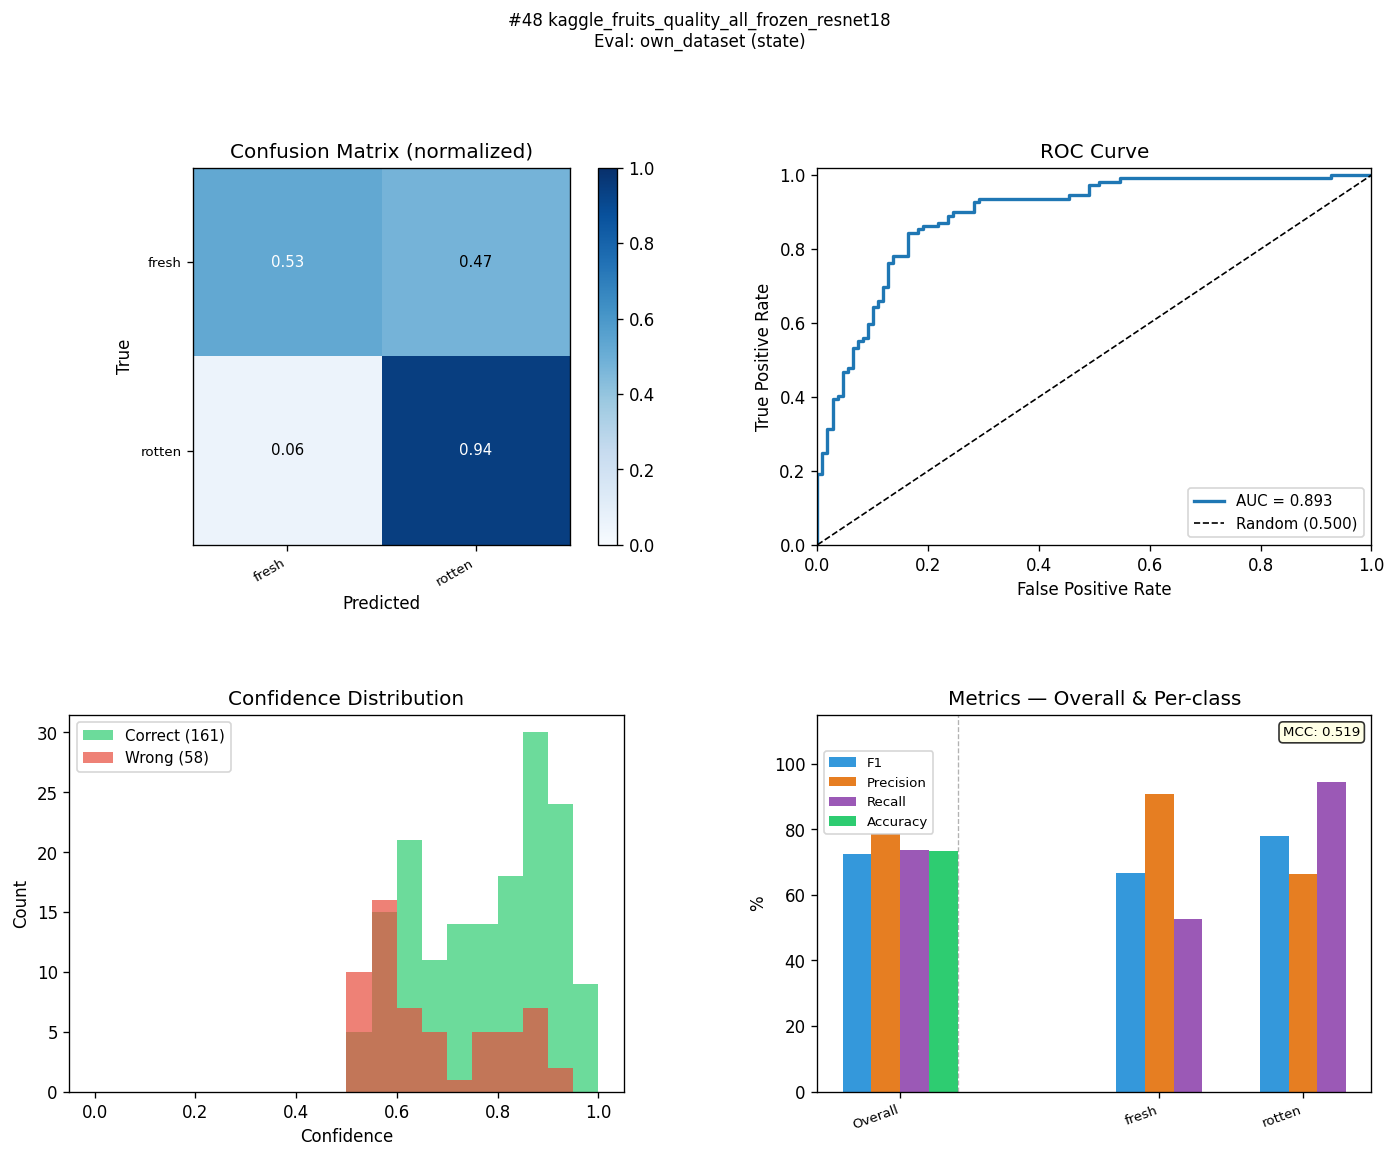 #48 kaggle_fruits_quality_all_frozen_resnet18
Eval: own_dataset (state)
Confusion Matrix (normalized)
True
fresh
rotten
0.53
0.47
0.06
0.94
fresh
rotten
Predicted
1.0
0.8
0.6
0.4
0.2
0.0
ROC Curve
True Positive Rate
1.0
0.8
0.6
0.4
0.2
0.0
0.0 0.2 0.4 0.6 0.8 1.0
False Positive Rate
AUC = 0.893
Random (0.500)
Confidence Distribution
Count
30
25
20
15
10
5
0
Correct (161)
Wrong (58)
0.0 0.2 0.4 0.6 0.8 1.0
Confidence
Metrics — Overall & Per-class
%
100
80
60
40
20
0
F1
Precision
Recall
Accuracy
MCC: 0.519
Overall
fresh
rotten